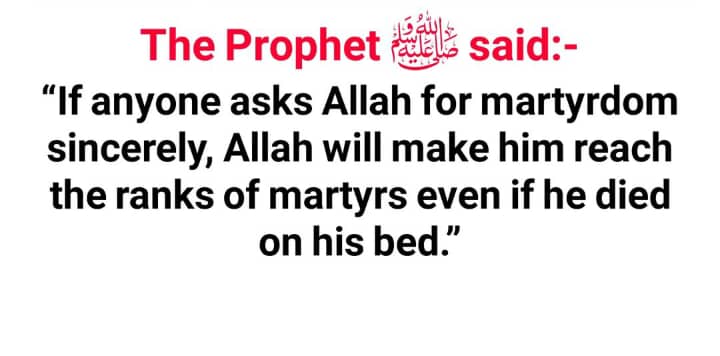 The Prophet ﷺ said:-
“If anyone asks Allah for martyrdom
sincerely, Allah will make him reach
the ranks of martyrs even if he died
on his bed.”